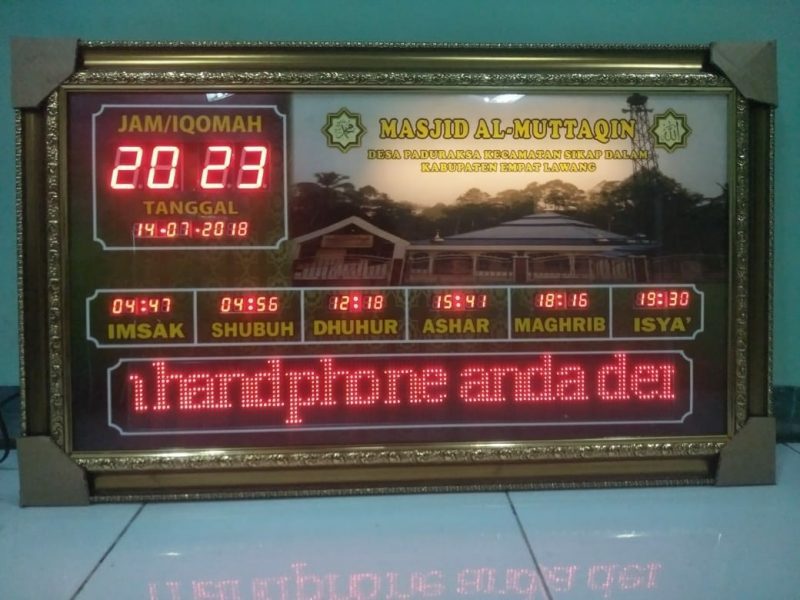 JAM/IQOMAH
20 23
TANGGAL
14-07-2018
MASJID AL-MUTTAQIN
DESA PADURAKSA KECAMATAN SIKAP DALAM
KABUPATEN EMPAT LAWANG
04:47 04:56 12:18 15:41 18:16 19:30
IMSAK SHUBUH DHUHUR ASHAR MAGHRIB ISYA'
handphone anda